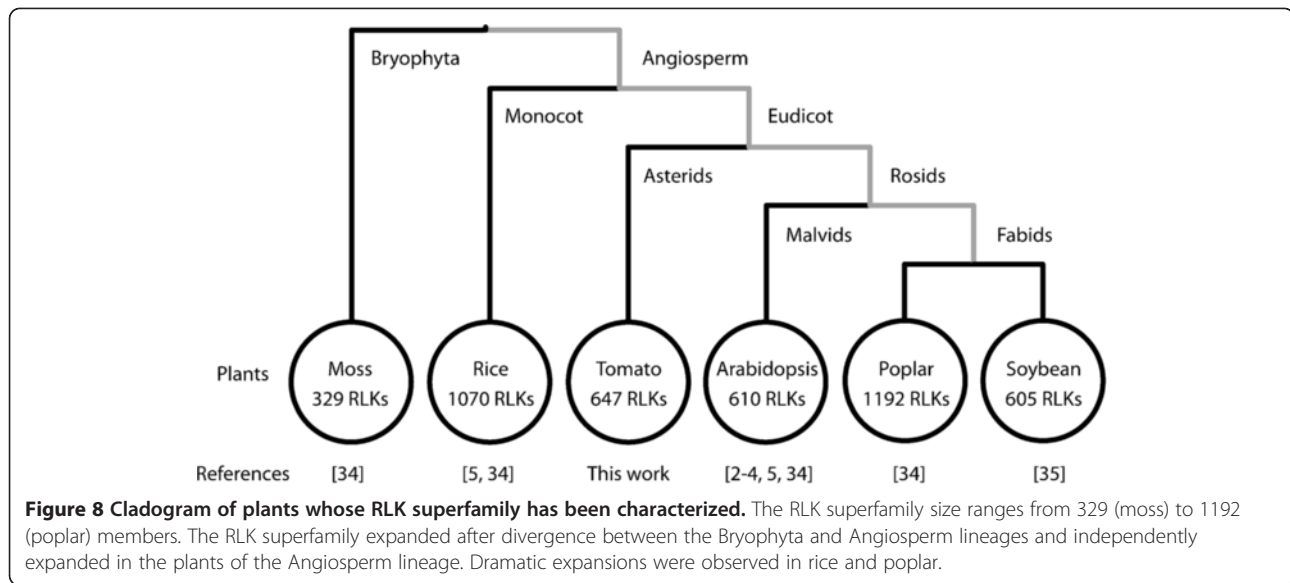 Bryophyta Angiosperm
Monocot Eudicot
Asterids Rosids
Malvids Fabids
Plants Moss Rice Tomato Arabidopsis Poplar Soybean
329 RLKs 1070 RLKs 647 RLKs 610 RLKs 1192 RLKs 605 RLKs
References [34] [5, 34] This work [2-4, 5, 34] [34] [35]
Figure 8 Cladogram of plants whose RLK superfamily has been characterized. The RLK superfamily size ranges from 329 (moss) to 1192
(poplar) members. The RLK superfamily expanded after divergence between the Bryophyta and Angiosperm lineages and independently
expanded in the plants of the Angiosperm lineage. Dramatic expansions were observed in rice and poplar.